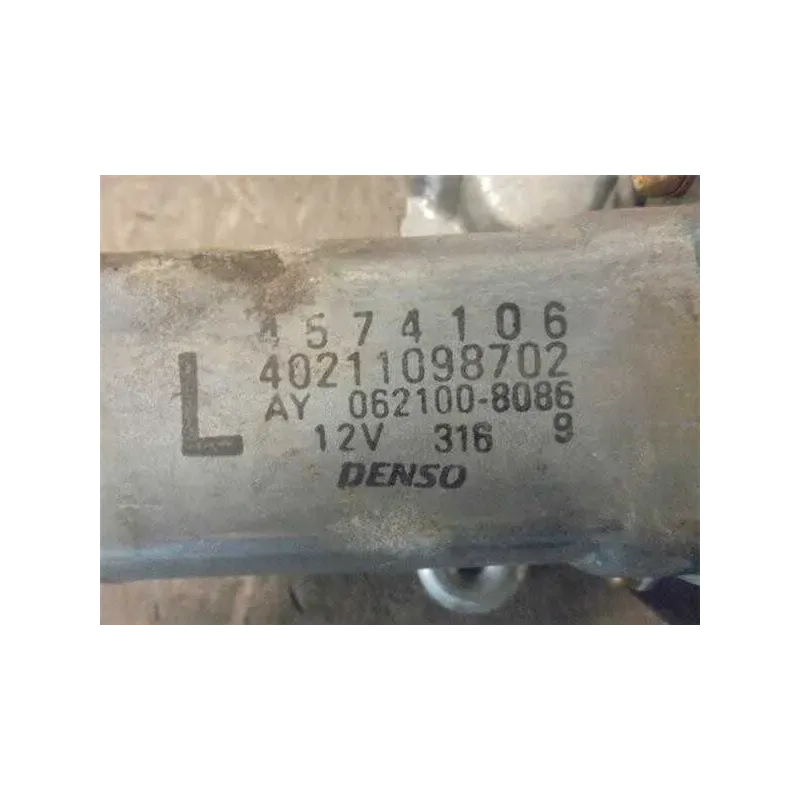 4574106
L 40211098702
AY 062100-8086
12V 316 9
DENSO